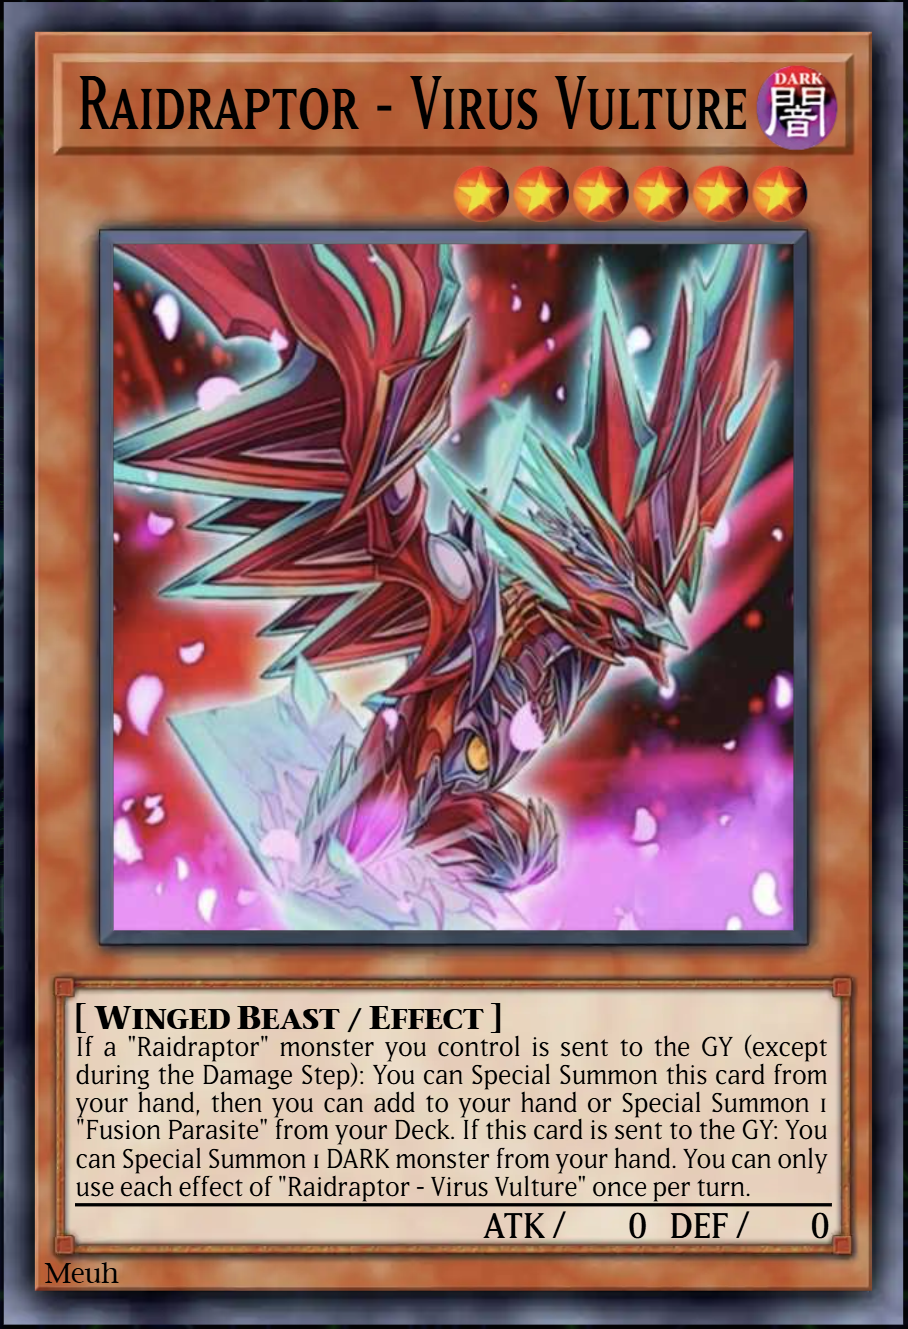 Raidraptor - Virus Vulture
DARK
闇
[ Winged Beast / Effect ]
If a "Raidraptor" monster you control is sent to the GY (except
during the Damage Step): You can Special Summon this card from
your hand, then you can add to your hand or Special Summon 1
"Fusion Parasite" from your Deck. If this card is sent to the GY: You
can Special Summon 1 DARK monster from your hand. You can only
use each effect of "Raidraptor - Virus Vulture" once per turn.
ATK / 0 DEF / 0
Meuh